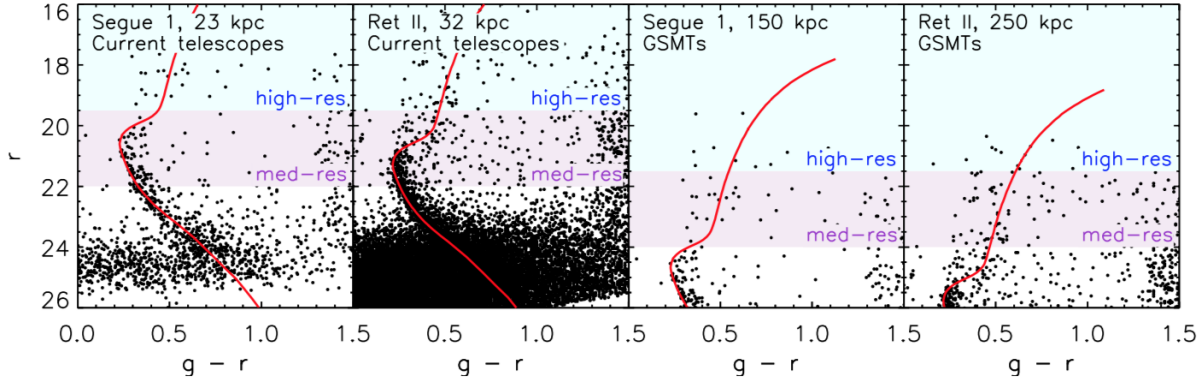 Segue 1, 23 kpc
Current telescopes
high-res
med-res
Ret II, 32 kpc
Current telescopes
high-res
med-res
Segue 1, 150 kpc
GSMTs
high-res
med-res
Ret II, 250 kpc
GSMTs
high-res
med-res
16
18
20
22
24
26
r
0.0 0.5 1.0 1.5
0.5 1.0 1.5
0.5 1.0 1.5
0.5 1.0 1.5
g - r
g - r
g - r
g - r